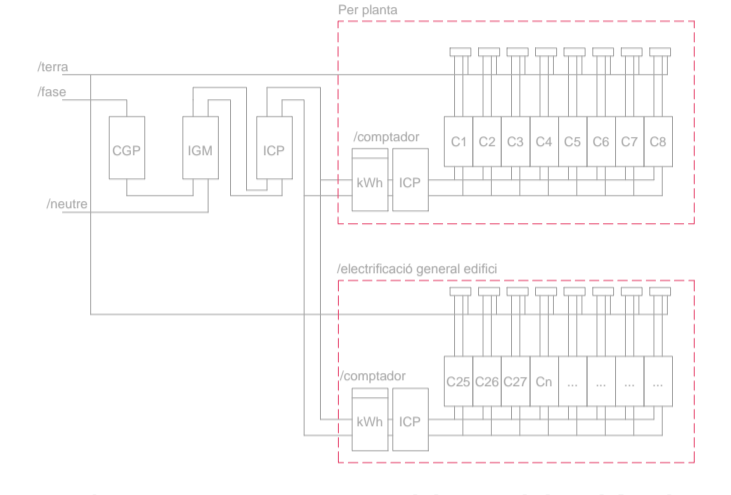 Per planta
/terra
/fase
/comptador
CGP
IGM
ICP
C1 C2 C3 C4 C5 C6 C7 C8
kWh
ICP
/neutre
/electrificació general edifici
/comptador
C25 C26 C27 Cn ... ... ... ...
kWh
ICP